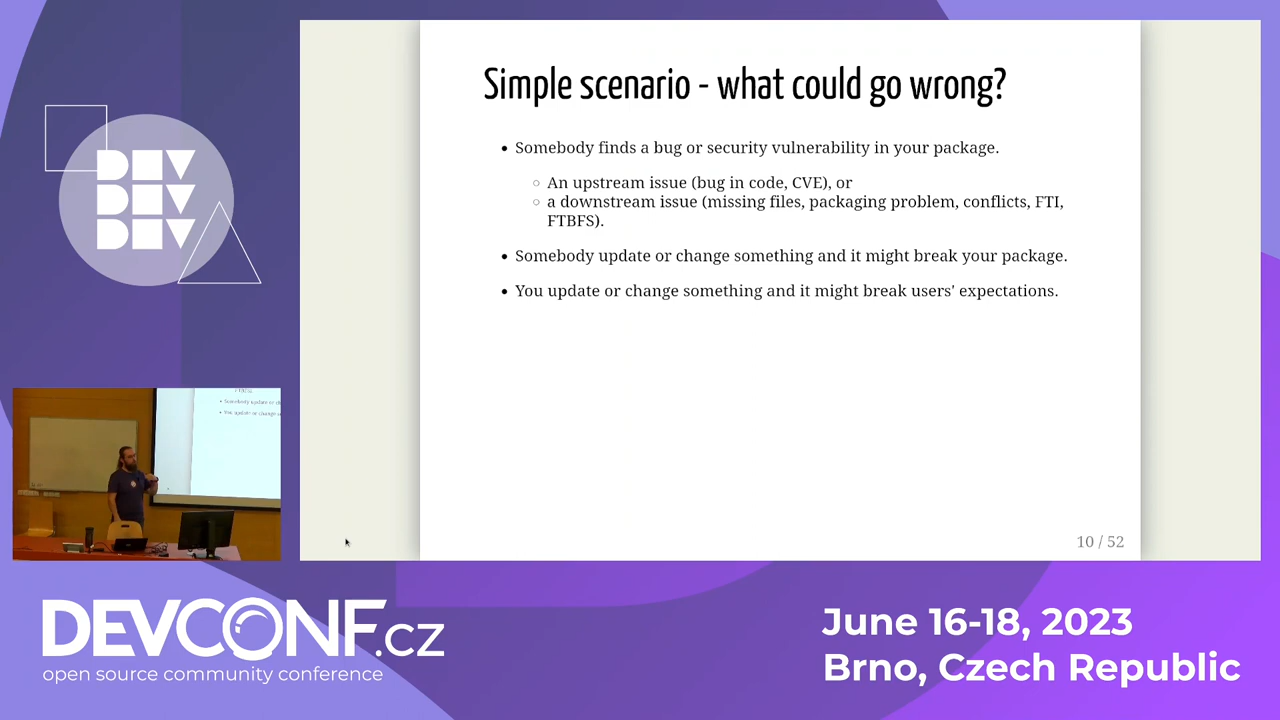 Simple scenario - what could go wrong?
• Somebody finds a bug or security vulnerability in your package.
○ An upstream issue (bug in code, CVE), or
○ a downstream issue (missing files, packaging problem, conflicts, FTI,
FTBFS).
• Somebody update or change something and it might break your package.
• You update or change something and it might break users' expectations.
10 / 52
DEV
DEV
DEV
DEVCONF.cz
open source community conference
June 16-18, 2023
Brno, Czech Republic